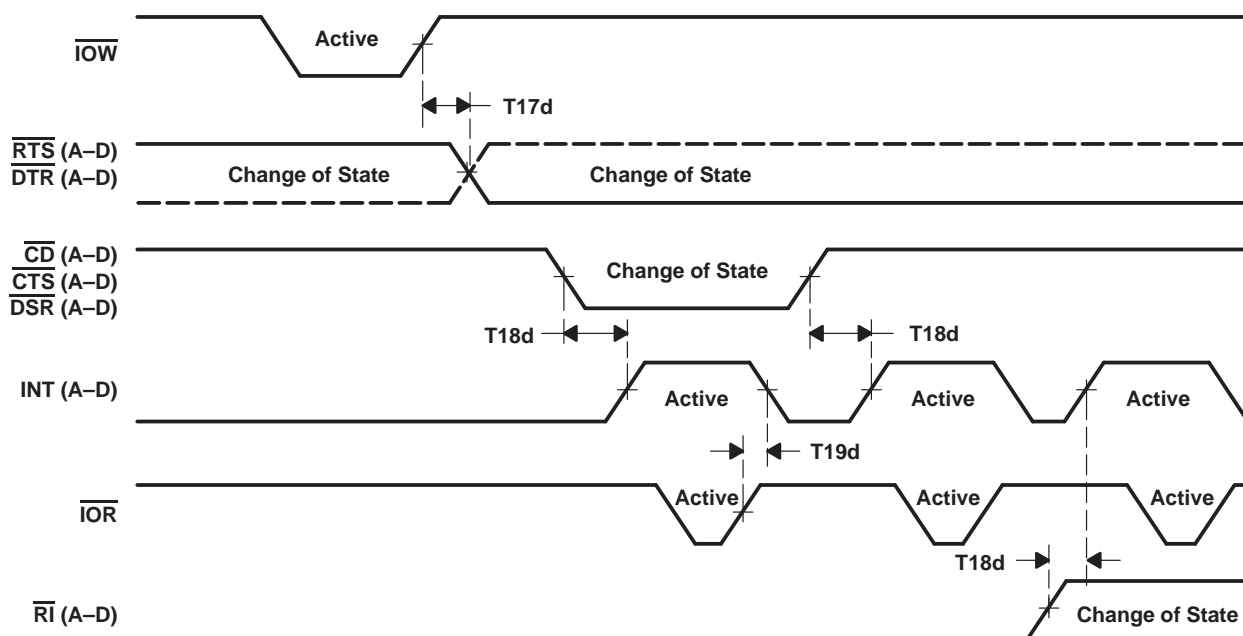 IOW
Active
T17d
RTS (A–D)
DTR (A–D)
Change of State
Change of State
CD (A–D)
CTS (A–D)
DSR (A–D)
Change of State
T18d
T18d
INT (A–D)
Active
Active
Active
T19d
IOR
Active
Active
Active
T18d
RI (A–D)
Change of State